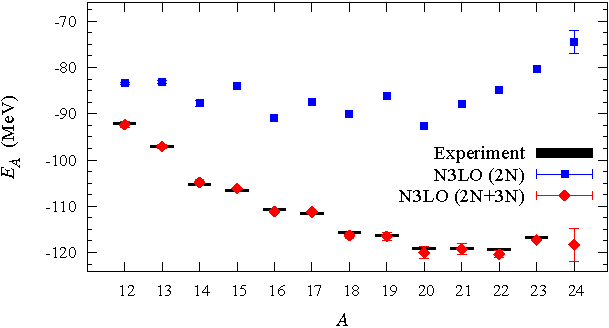 -70
-80
-90
-100
-110
-120
E_A (MeV)
Experiment
N3LO (2N)
N3LO (2N+3N)
12 13 14 15 16 17 18 19 20 21 22 23 24
A